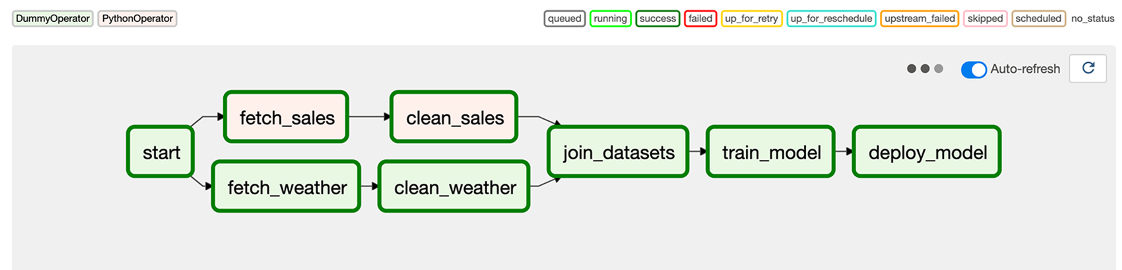 DummyOperator PythonOperator queued running success failed up_for_retry up_for_reschedule upstream_failed skipped scheduled no_status
Auto-refresh
fetch_sales clean_sales
start join_datasets train_model deploy_model
fetch_weather clean_weather